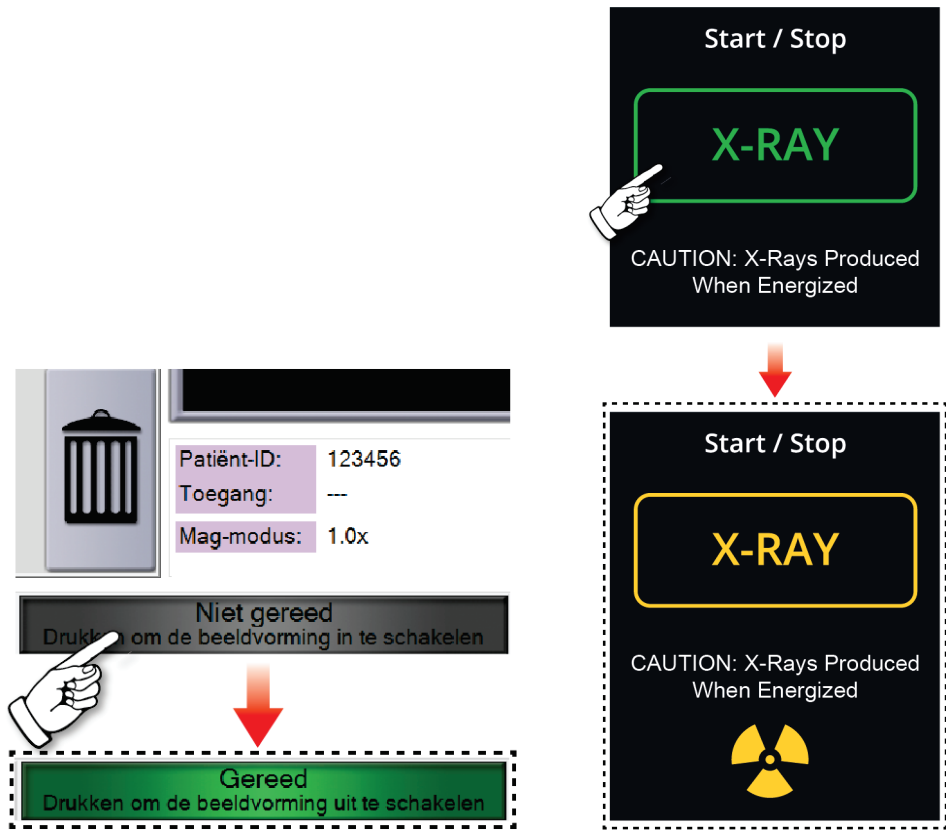 Patiënt-ID: 123456
Toegang: ---
Mag-modus: 1.0x
Niet gereed
Drukken om de beeldvorming in te schakelen
Gereed
Drukken om de beeldvorming uit te schakelen
Start / Stop
X-RAY
CAUTION: X-Rays Produced
When Energized
Start / Stop
X-RAY
CAUTION: X-Rays Produced
When Energized